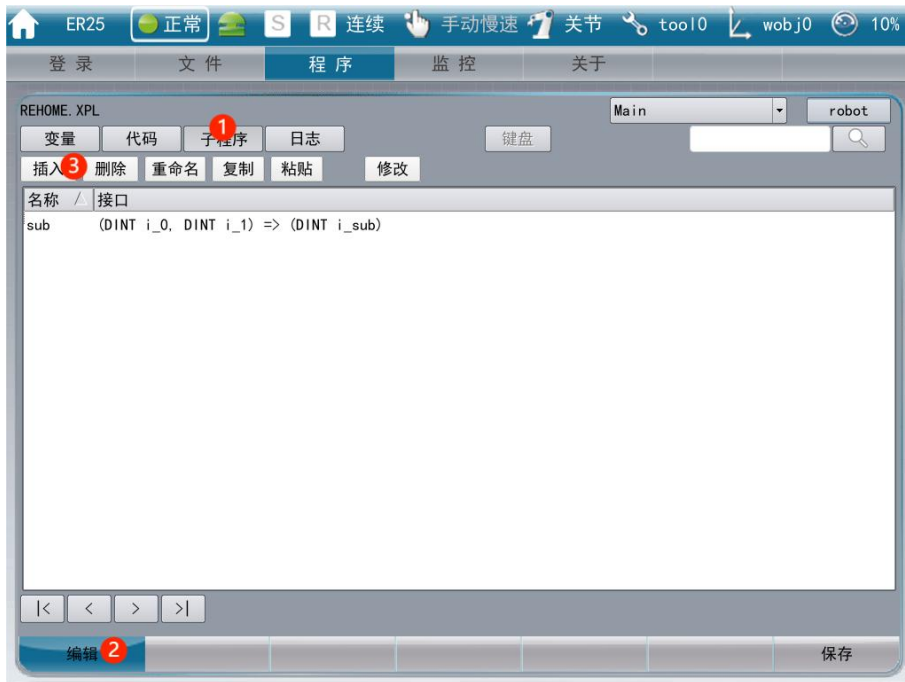 ER25 正常 S R 连续 手动慢速 关节 tool0 wobj0 10%
登录 文件 程序 监控 关于
REHOME.XPL Main robot
变量 代码 子程序 1 日志 键盘
插入 3 删除 重命名 复制 粘贴 修改
名称 接口
sub (DINT i_0, DINT i_1) => (DINT i_sub)
|< < > >|
编辑 2 保存